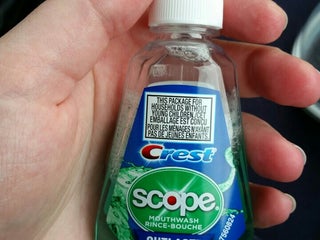 THIS PACKAGE FOR
HOUSEHOLDS WITHOUT
YOUNG CHILDREN./CET
EMBALLAGE EST CONÇU
POUR LES MÉNAGES N'AYANT
PAS DE JEUNES ENFANTS
Crest
scope.
MOUTHWASH
RINCE-BOUCHE